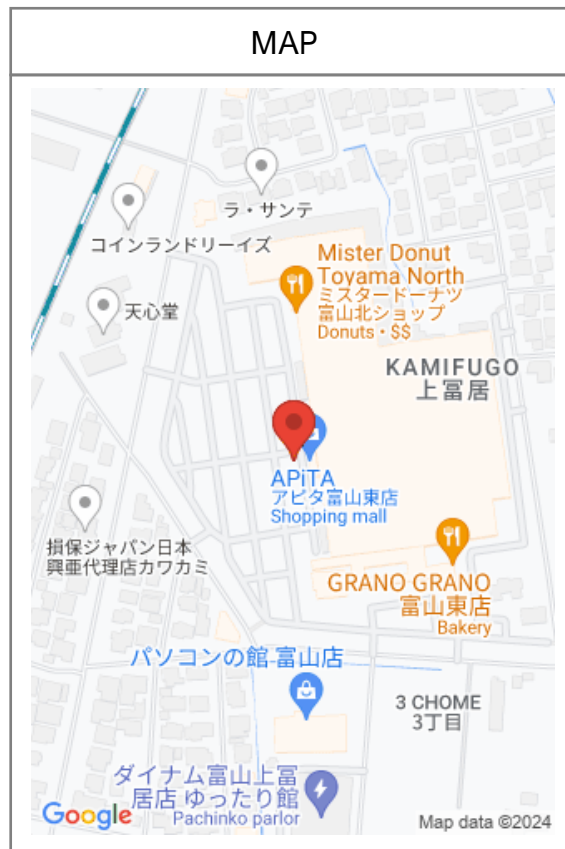 MAP
ラ・サンテ
コインランドリーイズ
Mister Donut
Toyama North
ミスタードーナツ
富山北ショップ
Donuts・$$
天心堂
KAMIFUGO
上冨居
APiTA
アピタ富山東店
Shopping mall
損保ジャパン日本
興亜代理店カワカミ
GRANO GRANO
富山東店
Bakery
パソコンの館 富山店
3 CHOME
3丁目
ダイナム富山上冨
居店 ゆったり館
Pachinko parlor
Google
Map data ©2024